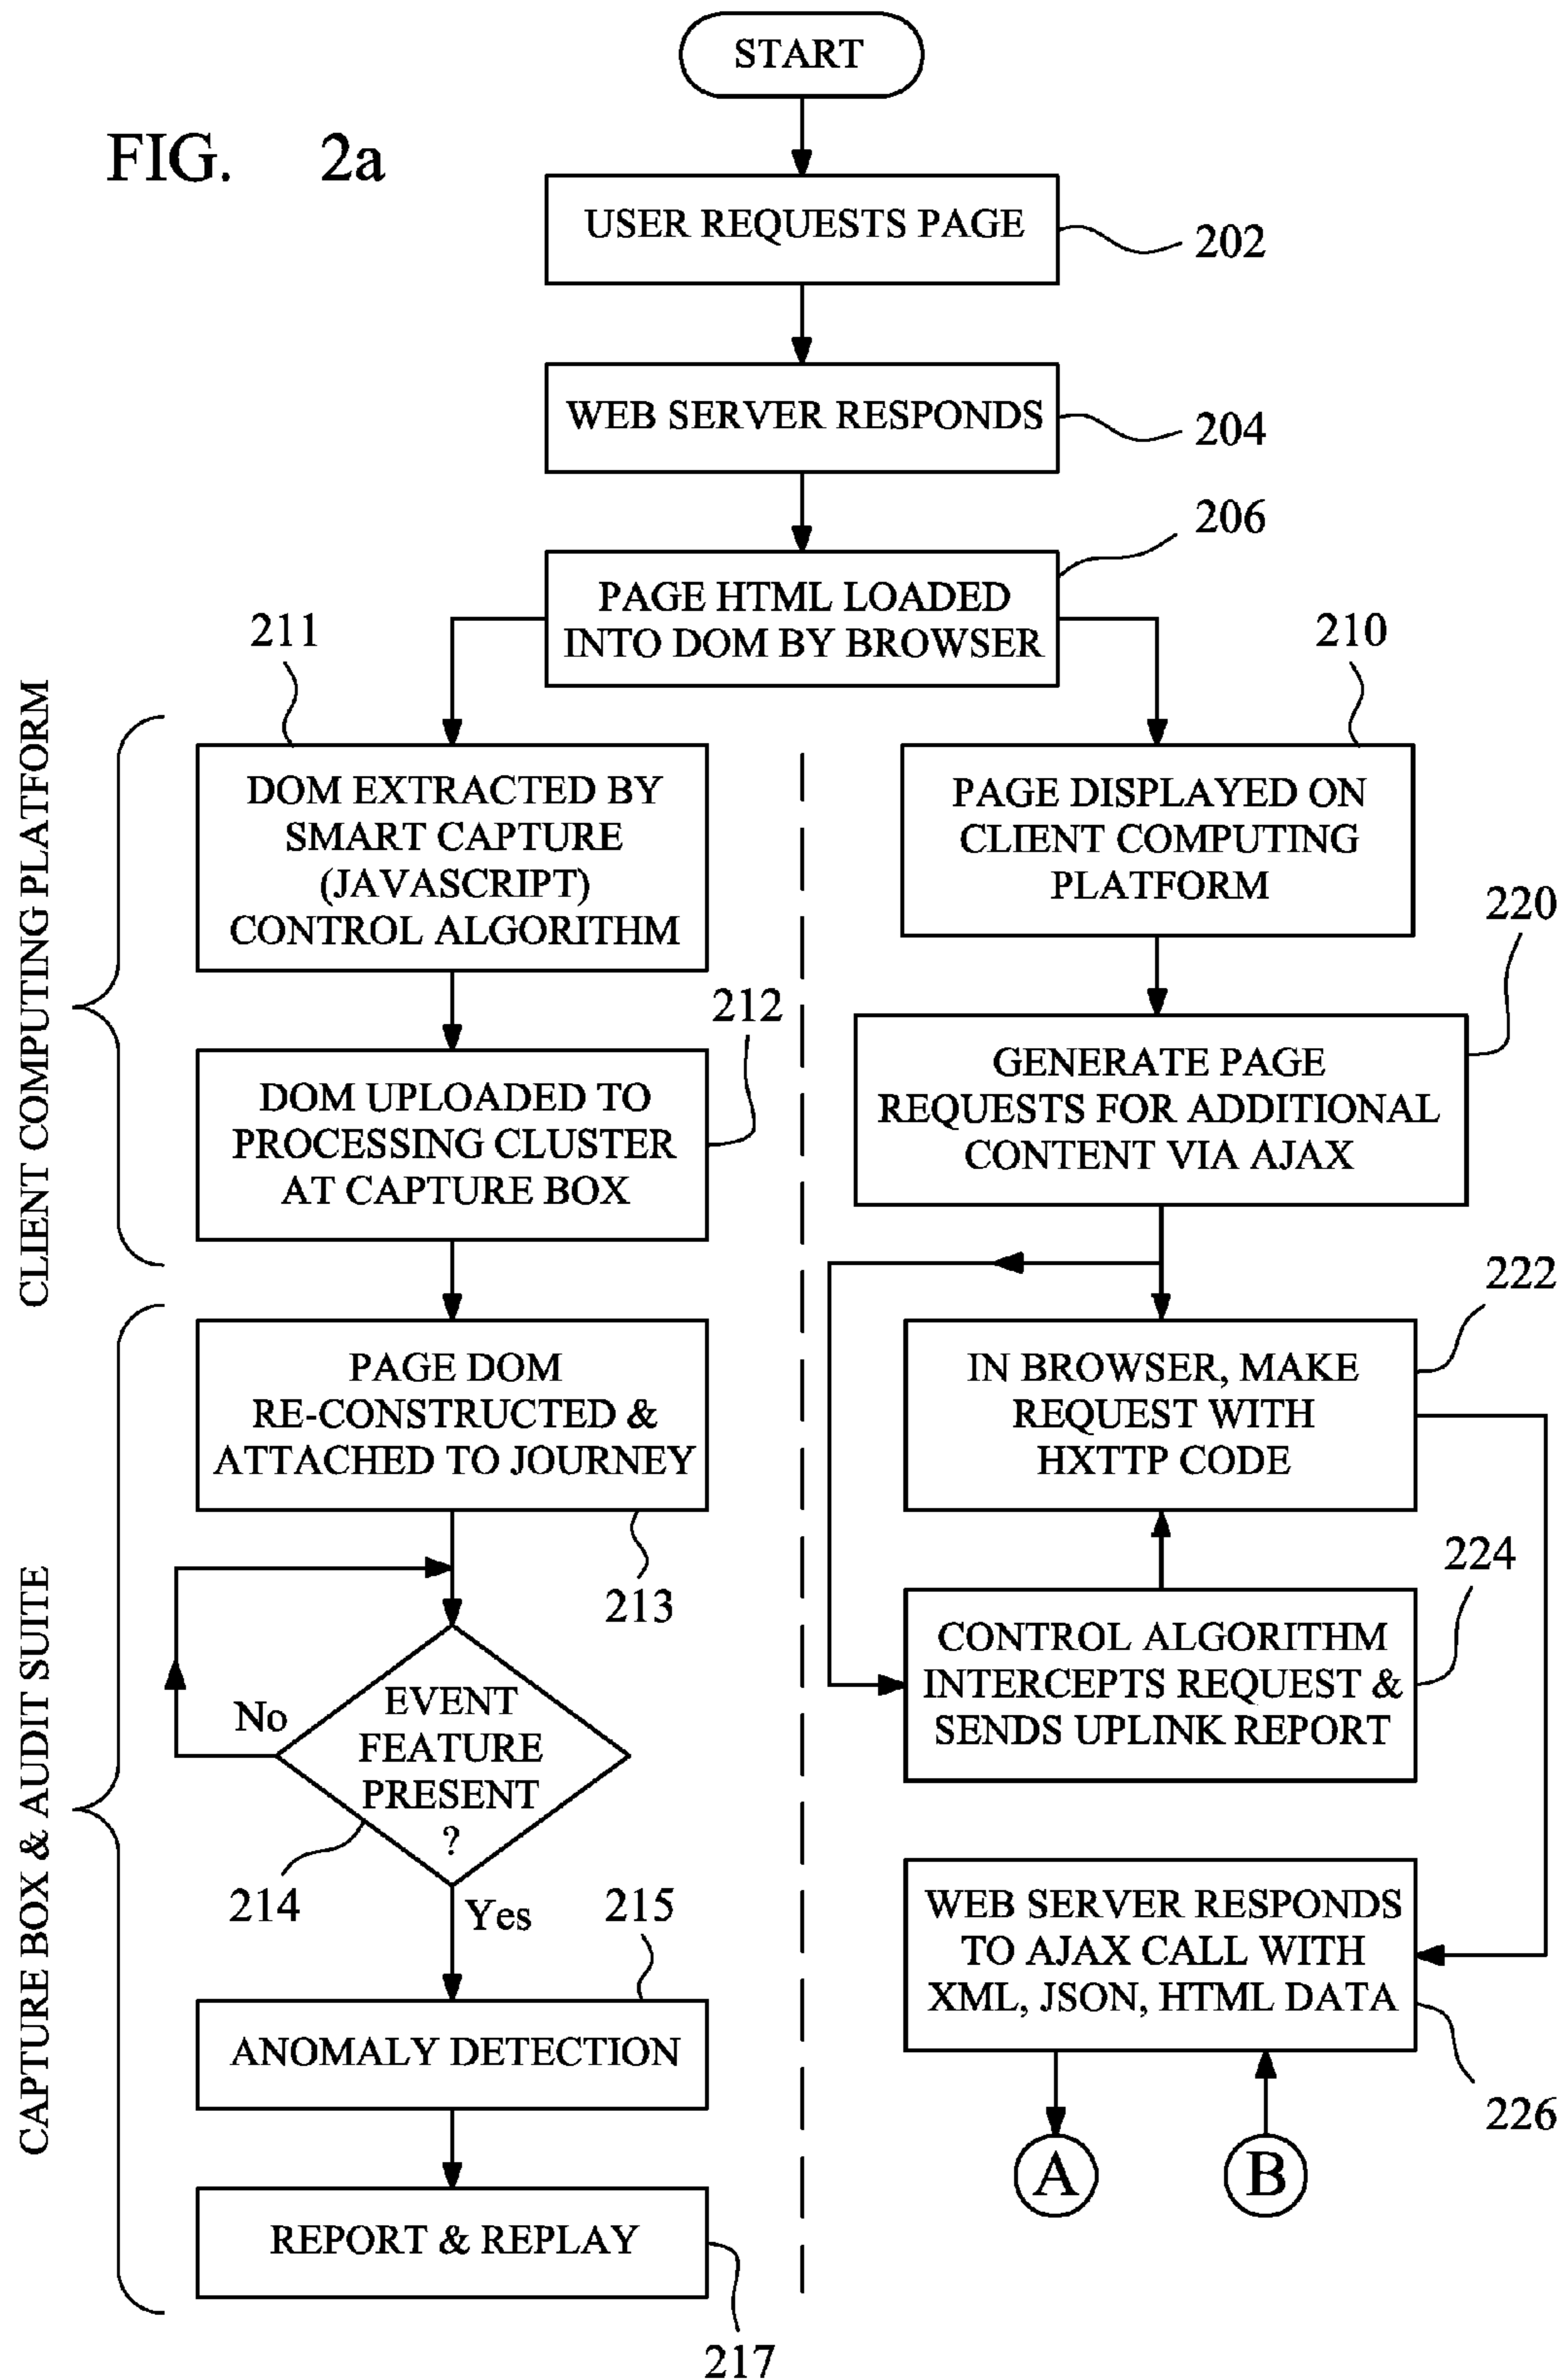 START
FIG. 2a
USER REQUESTS PAGE
202
WEB SERVER RESPONDS
204
206
PAGE HTML LOADED
INTO DOM BY BROWSER
211
210
CLIENT COMPUTING PLATFORM
DOM EXTRACTED BY
SMART CAPTURE
(JAVASCRIPT)
CONTROL ALGORITHM
PAGE DISPLAYED ON
CLIENT COMPUTING
PLATFORM
220
212
DOM UPLOADED TO
PROCESSING CLUSTER
AT CAPTURE BOX
GENERATE PAGE
REQUESTS FOR ADDITIONAL
CONTENT VIA AJAX
222
CAPTURE BOX & AUDIT SUITE
PAGE DOM
RE-CONSTRUCTED &
ATTACHED TO JOURNEY
213
IN BROWSER, MAKE
REQUEST WITH
HXTTP CODE
224
No
EVENT
FEATURE
PRESENT
?
214
Yes
CONTROL ALGORITHM
INTERCEPTS REQUEST &
SENDS UPLINK REPORT
215
ANOMALY DETECTION
WEB SERVER RESPONDS
TO AJAX CALL WITH
XML, JSON, HTML DATA
226
A
B
REPORT & REPLAY
217